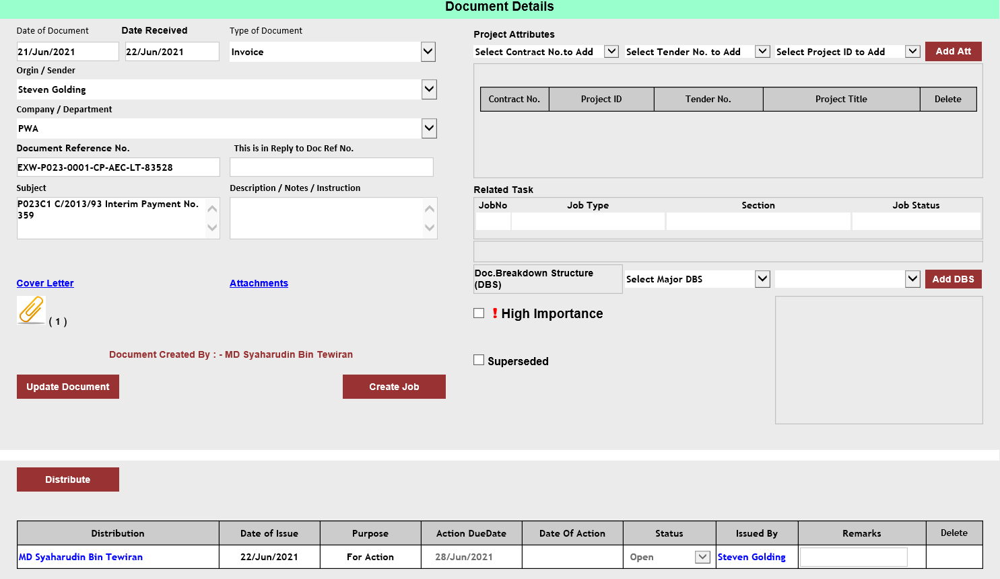 Document Details
Date of Document
Date Received
Type of Document
21/Jun/2021
22/Jun/2021
Invoice
Orgin / Sender
Steven Golding
Company / Department
PWA
Document Reference No.
This is in Reply to Doc Ref No.
EXW-P023-0001-CP-AEC-LT-83528
Subject
Description / Notes / Instruction
P023C1 C/2013/93 Interim Payment No.
359
Cover Letter
Attachments
( 1 )
Document Created By : - MD Syaharudin Bin Tewiran
Update Document
Create Job
Project Attributes
Select Contract No.to Add
Select Tender No. to Add
Select Project ID to Add
Add Att
Contract No.
Project ID
Tender No.
Project Title
Delete
Related Task
JobNo
Job Type
Section
Job Status
Doc.Breakdown Structure
(DBS)
Select Major DBS
Add DBS
! High Importance
Superseded
Distribute
Distribution
Date of Issue
Purpose
Action DueDate
Date Of Action
Status
Issued By
Remarks
Delete
MD Syaharudin Bin Tewiran
22/Jun/2021
For Action
28/Jun/2021
Open
Steven Golding